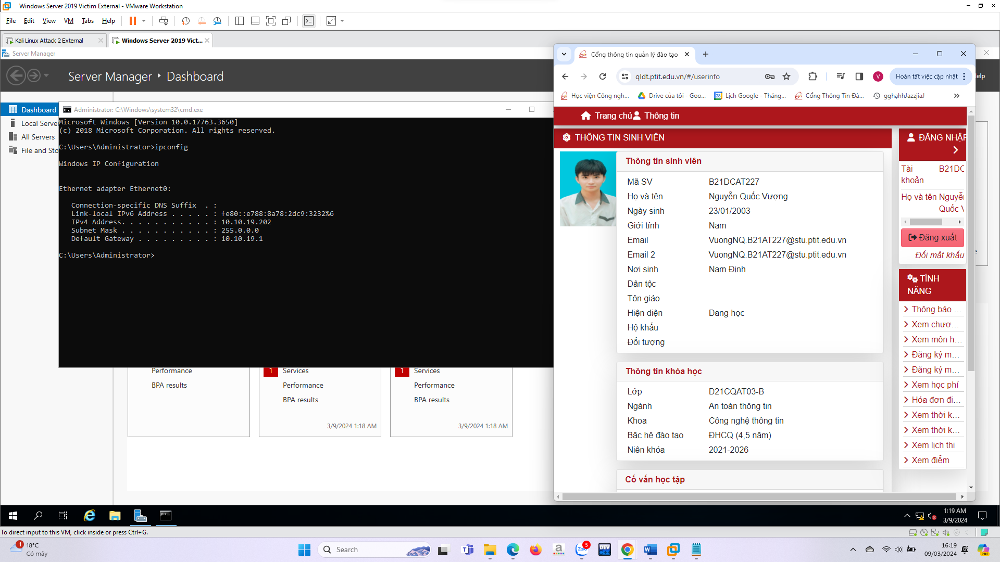 Windows Server 2019 Victim External - VMware Workstation
File Edit View VM Tabs Help
Kali Linux Attack 2 External
Windows Server 2019 Vict...
Server Manager
Server Manager Dashboard
elp
Dashboard
Local Server
All Servers
File and Sto
Administrator: C:\Windows\system32\cmd.exe
Microsoft Windows [Version 10.0.17763.3650]
(c) 2018 Microsoft Corporation. All rights reserved.
C:\Users\Administrator>ipconfig
Windows IP Configuration
Ethernet adapter Ethernet0:
Connection-specific DNS Suffix . :
Link-local IPv6 Address . . . . . : fe80::e788:8a78:2dc9:3232%6
IPv4 Address. . . . . . . . . . . : 10.10.19.202
Subnet Mask . . . . . . . . . . . : 255.0.0.0
Default Gateway . . . . . . . . . : 10.10.19.1
C:\Users\Administrator>
Performance
BPA results
1 Services
Performance
BPA results
3/9/2024 1:18 AM
1 Services
Performance
BPA results
3/9/2024 1:18 AM
Cổng thông tin quản lý đào tạo
qldt.ptit.edu.vn/#/userinfo
V
Hoàn tất việc cập nhật
Học viện Công ngh...
Drive của tôi - Goo...
28 Lịch Google - Tháng...
Cổng Thông Tin Đà...
gghahhJazzjiaJ
Trang chủ Thông tin
THÔNG TIN SINH VIÊN
Thông tin sinh viên
Mã SV B21DCAT227
Họ và tên Nguyễn Quốc Vượng
Ngày sinh 23/01/2003
Giới tính Nam
Email VuongNQ.B21AT227@stu.ptit.edu.vn
Email 2 VuongNQ.B21AT227@stu.ptit.edu.vn
Nơi sinh Nam Định
Dân tộc
Tôn giáo
Hiện diện Đang học
Hộ khẩu
Đối tượng
Thông tin khóa học
Lớp D21CQAT03-B
Ngành An toàn thông tin
Khoa Công nghệ thông tin
Bậc hệ đào tạo ĐHCQ (4,5 năm)
Niên khóa 2021-2026
Cố vấn học tập
ĐĂNG NHẬP
Tài khoản B21DC
Họ và tên Nguyễn
Quốc V
Đăng xuất
Đổi mật khẩu
TÍNH
NĂNG
Thông báo ...
Xem chươ...
Xem môn h...
Đăng ký m...
Đăng ký m...
Xem học phí
Hóa đơn đi...
Xem thời k...
Xem thời k...
Xem lịch thi
Xem điểm
1:19 AM
3/9/2024
To direct input to this VM, click inside or press Ctrl+G.
1
18°C
Có mây
Search
5
Zalo
DEV
16:19
09/03/2024
PRE